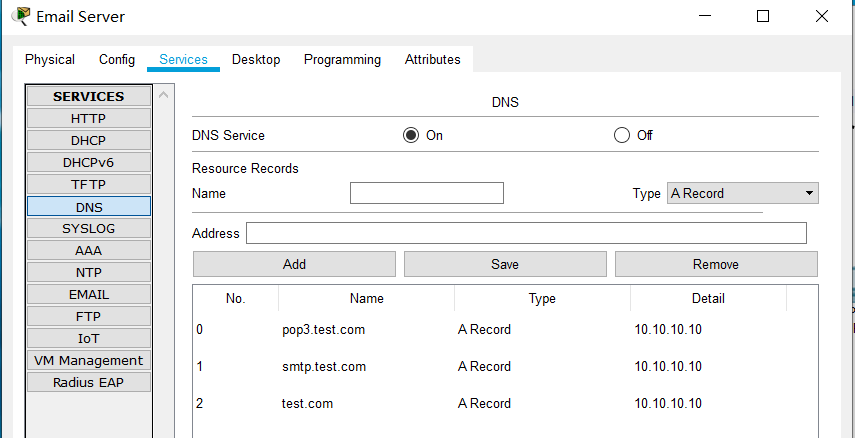 Email Server
Physical Config Services Desktop Programming Attributes
SERVICES
HTTP
DHCP
DHCPv6
TFTP
DNS
SYSLOG
AAA
NTP
EMAIL
FTP
IoT
VM Management
Radius EAP
DNS
DNS Service On Off
Resource Records
Name Type A Record
Address
Add Save Remove
No. Name Type Detail
0 pop3.test.com A Record 10.10.10.10
1 smtp.test.com A Record 10.10.10.10
2 test.com A Record 10.10.10.10